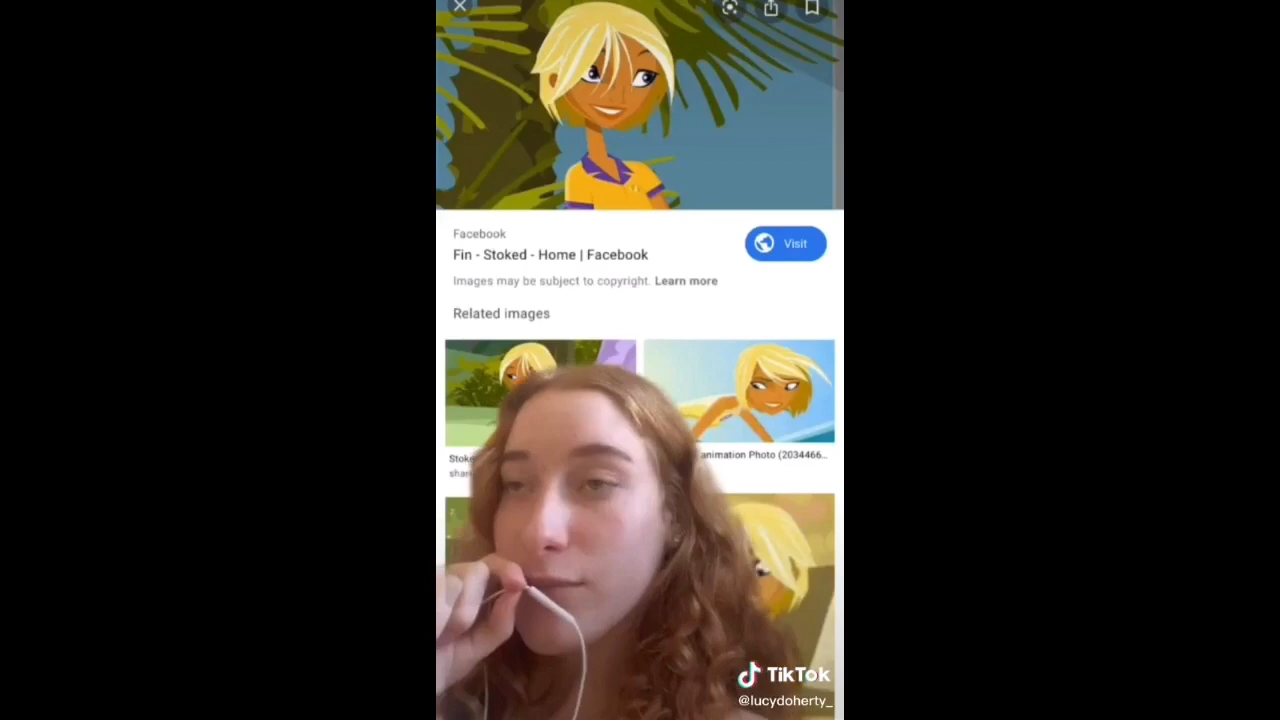 Facebook
Fin - Stoked - Home | Facebook
Visit
Images may be subject to copyright. Learn more
Related images
animation Photo (2034466...
TikTok
@lucydoherty_